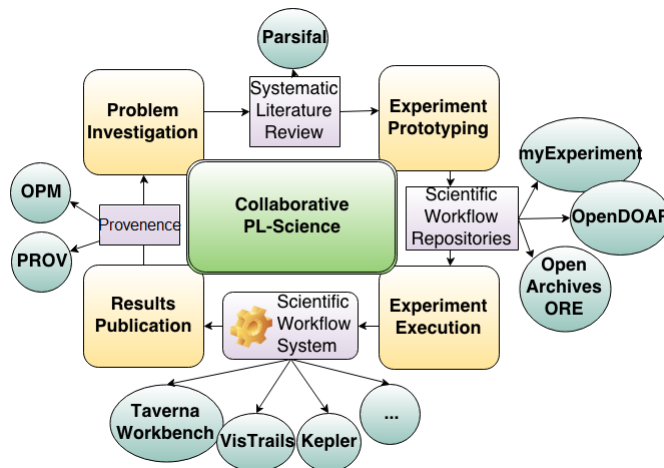 Parsifal
Problem
Investigation
Systematic
Literature
Review
Experiment
Prototyping
myExperiment
OPM
Provenence
PROV
Collaborative
PL-Science
Scientific
Workflow
Repositories
OpenDOAR
Open
Archives
ORE
Results
Publication
Scientific
Workflow
System
Experiment
Execution
Taverna
Workbench
VisTrails
Kepler
...